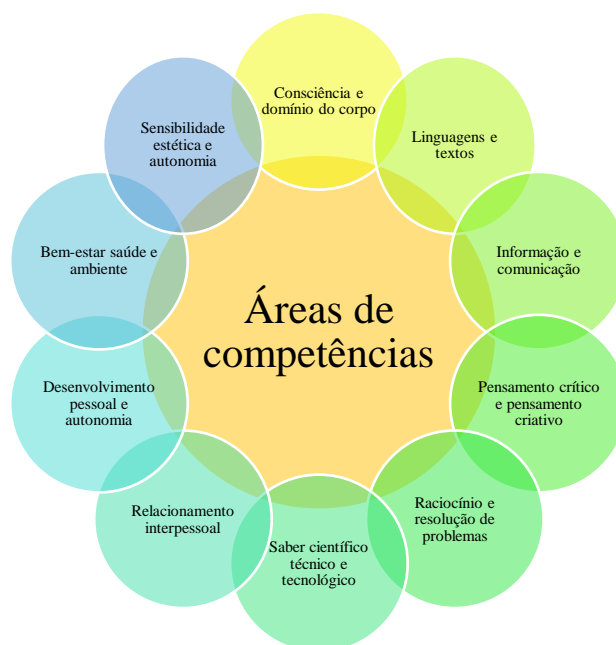 Consciência e
domínio do corpo
Linguagens e
textos
Informação e
comunicação
Pensamento crítico
e pensamento
criativo
Raciocínio e
resolução de
problemas
Saber científico
técnico e
tecnológico
Relacionamento
interpessoal
Desenvolvimento
pessoal e
autonomia
Bem-estar saúde e
ambiente
Sensibilidade
estética e
autonomia
Áreas de
competências